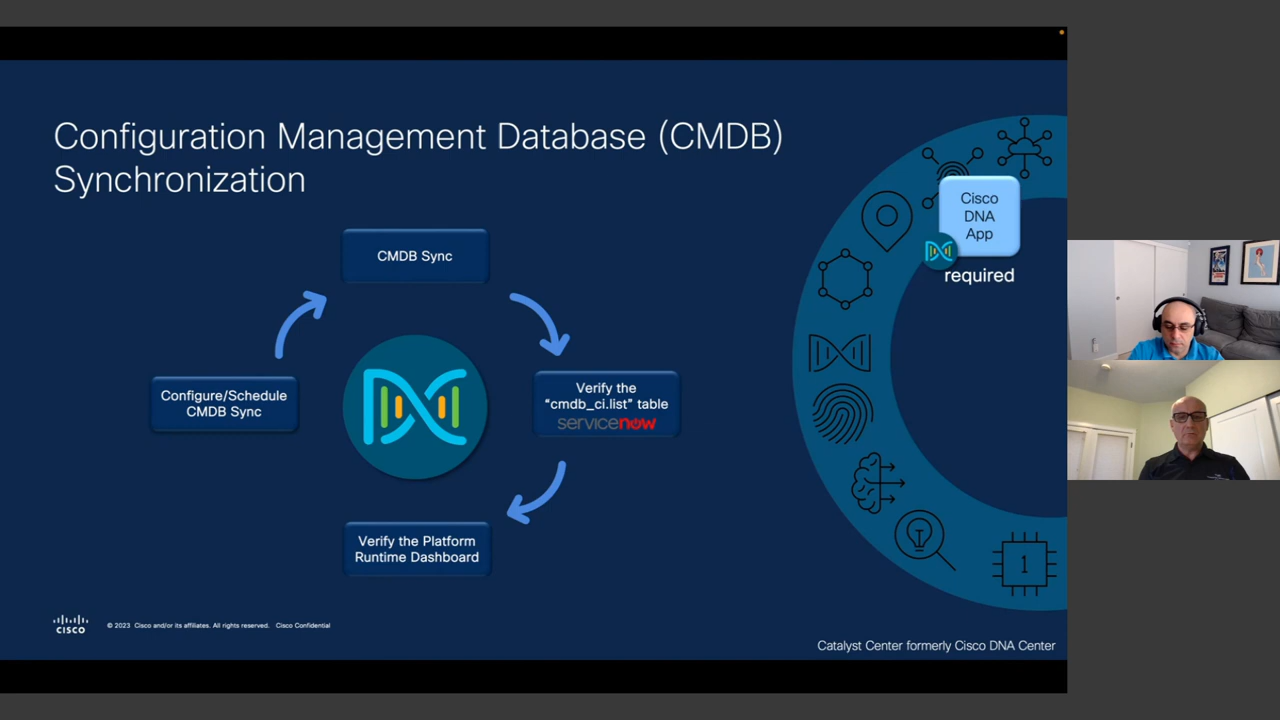 Configuration Management Database (CMDB)
Synchronization
Cisco
DNA
App
required
CMDB Sync
Configure/Schedule
CMDB Sync
Verify the
“cmdb_ci.list” table
servicenow
Verify the Platform
Runtime Dashboard
1
CISCO
© 2023 Cisco and/or its affiliates. All rights reserved. Cisco Confidential
Catalyst Center formerly Cisco DNA Center